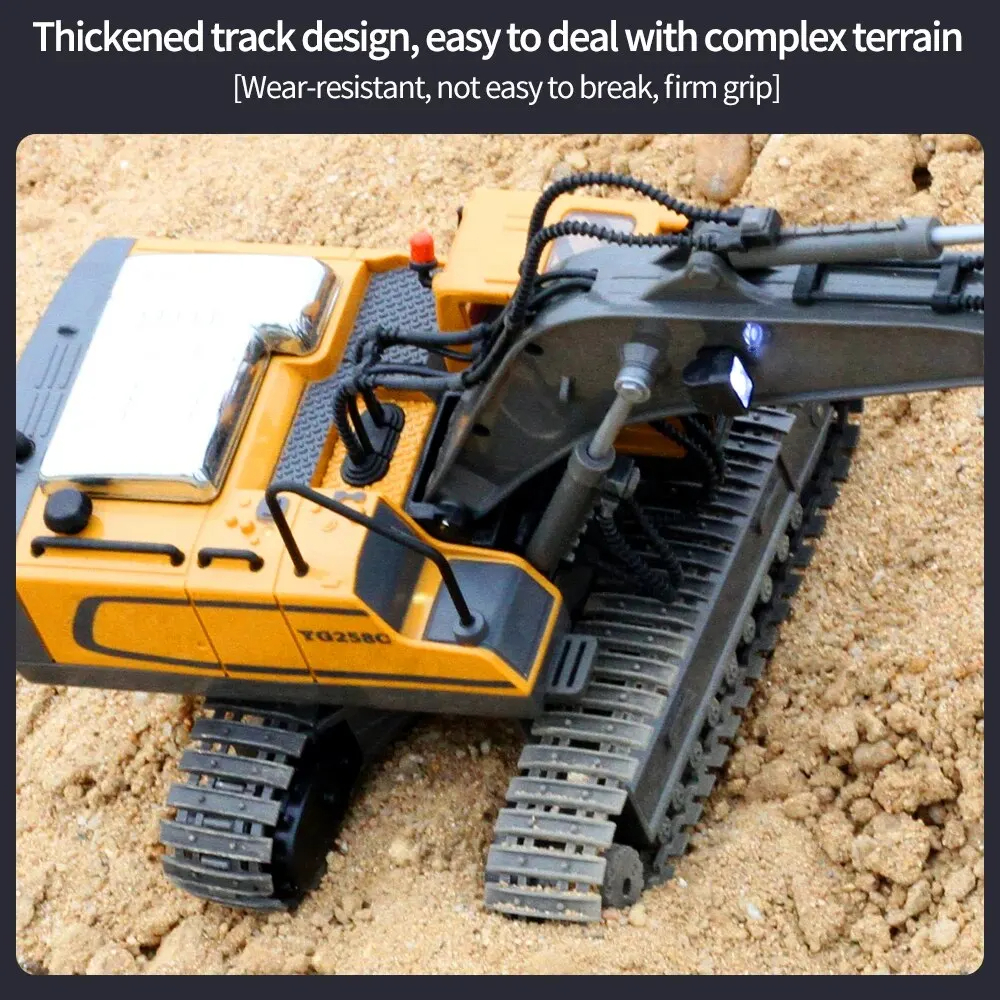 Thickened track design, easy to deal with complex terrain
[Wear-resistant, not easy to break, firm grip]
YG258C